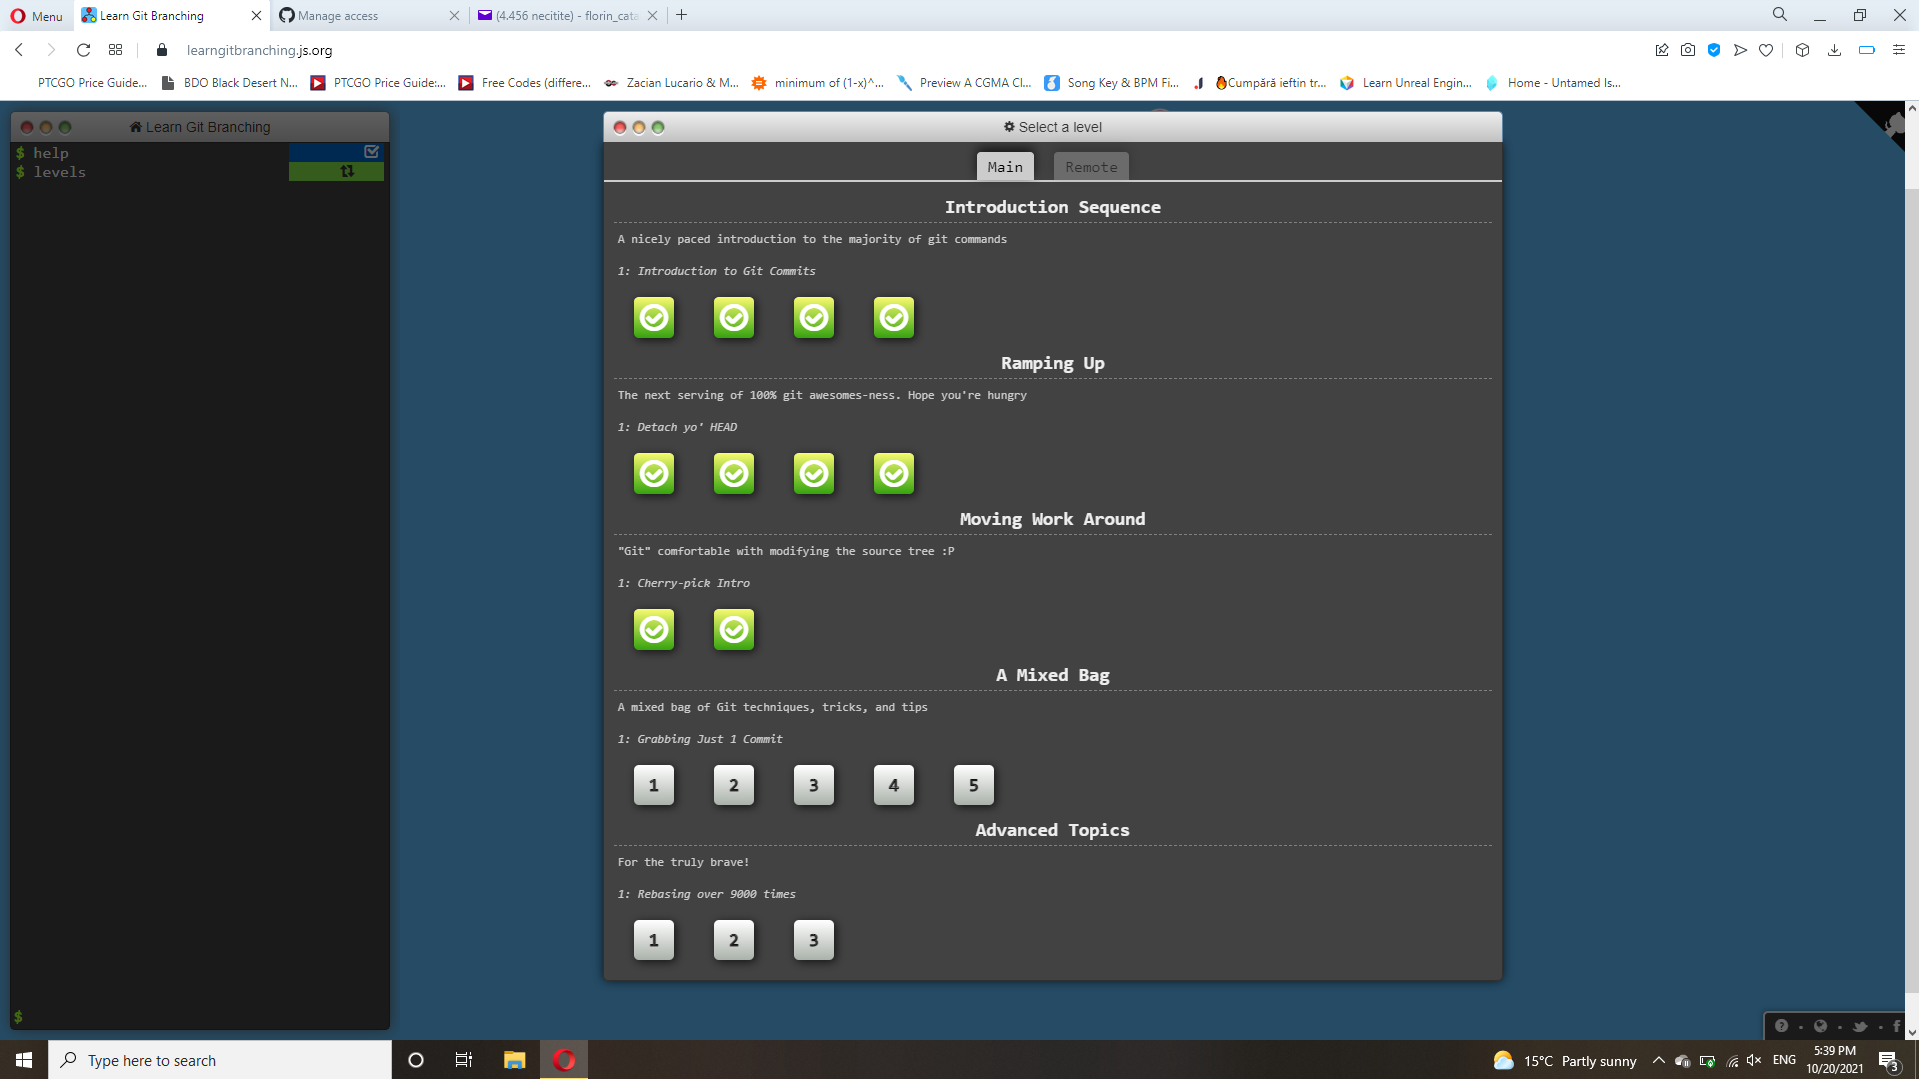 Menu
Learn Git Branching
Manage access
(4.456 necitite) - florin_cata
learngitbranching.js.org
PTCGO Price Guide...
BDO Black Desert N...
PTCGO Price Guide:...
Free Codes (differe...
Zacian Lucario & M...
minimum of (1-x)^...
Preview A CGMA Cl...
Song Key & BPM Fi...
Cumpără ieftin tr...
Learn Unreal Engin...
Home - Untamed Is...
Learn Git Branching
$ help
$ levels
$
Select a level
Main Remote
Introduction Sequence
A nicely paced introduction to the majority of git commands
1: Introduction to Git Commits
Ramping Up
The next serving of 100% git awesomes-ness. Hope you're hungry
1: Detach yo' HEAD
Moving Work Around
"Git" comfortable with modifying the source tree :P
1: Cherry-pick Intro
A Mixed Bag
A mixed bag of Git techniques, tricks, and tips
1: Grabbing Just 1 Commit
1 2 3 4 5
Advanced Topics
For the truly brave!
1: Rebasing over 9000 times
1 2 3
Type here to search
15°C Partly sunny
ENG
5:39 PM
10/20/2021
3